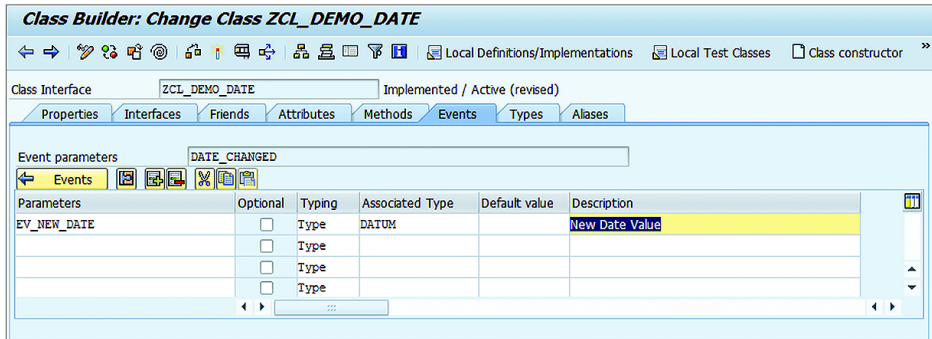 Class Builder: Change Class ZCL_DEMO_DATE
Local Definitions/Implementations Local Test Classes Class constructor »
Class Interface ZCL_DEMO_DATE Implemented / Active (revised)
Properties Interfaces Friends Attributes Methods Events Types Aliases
Event parameters DATE_CHANGED
Events
Parameters Optional Typing Associated Type Default value Description
EV_NEW_DATE Type DATUM New Date Value
Type
Type
Type